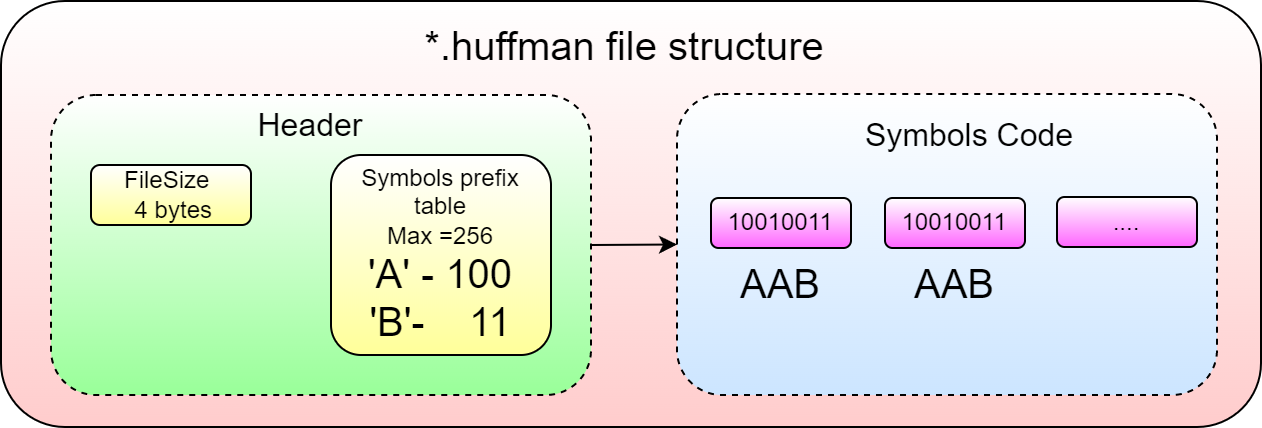 *.huffman file structure
Header
FileSize
4 bytes
Symbols prefix
table
Max =256
'A' - 100
'B'- 11
Symbols Code
10010011
10010011
....
AAB
AAB